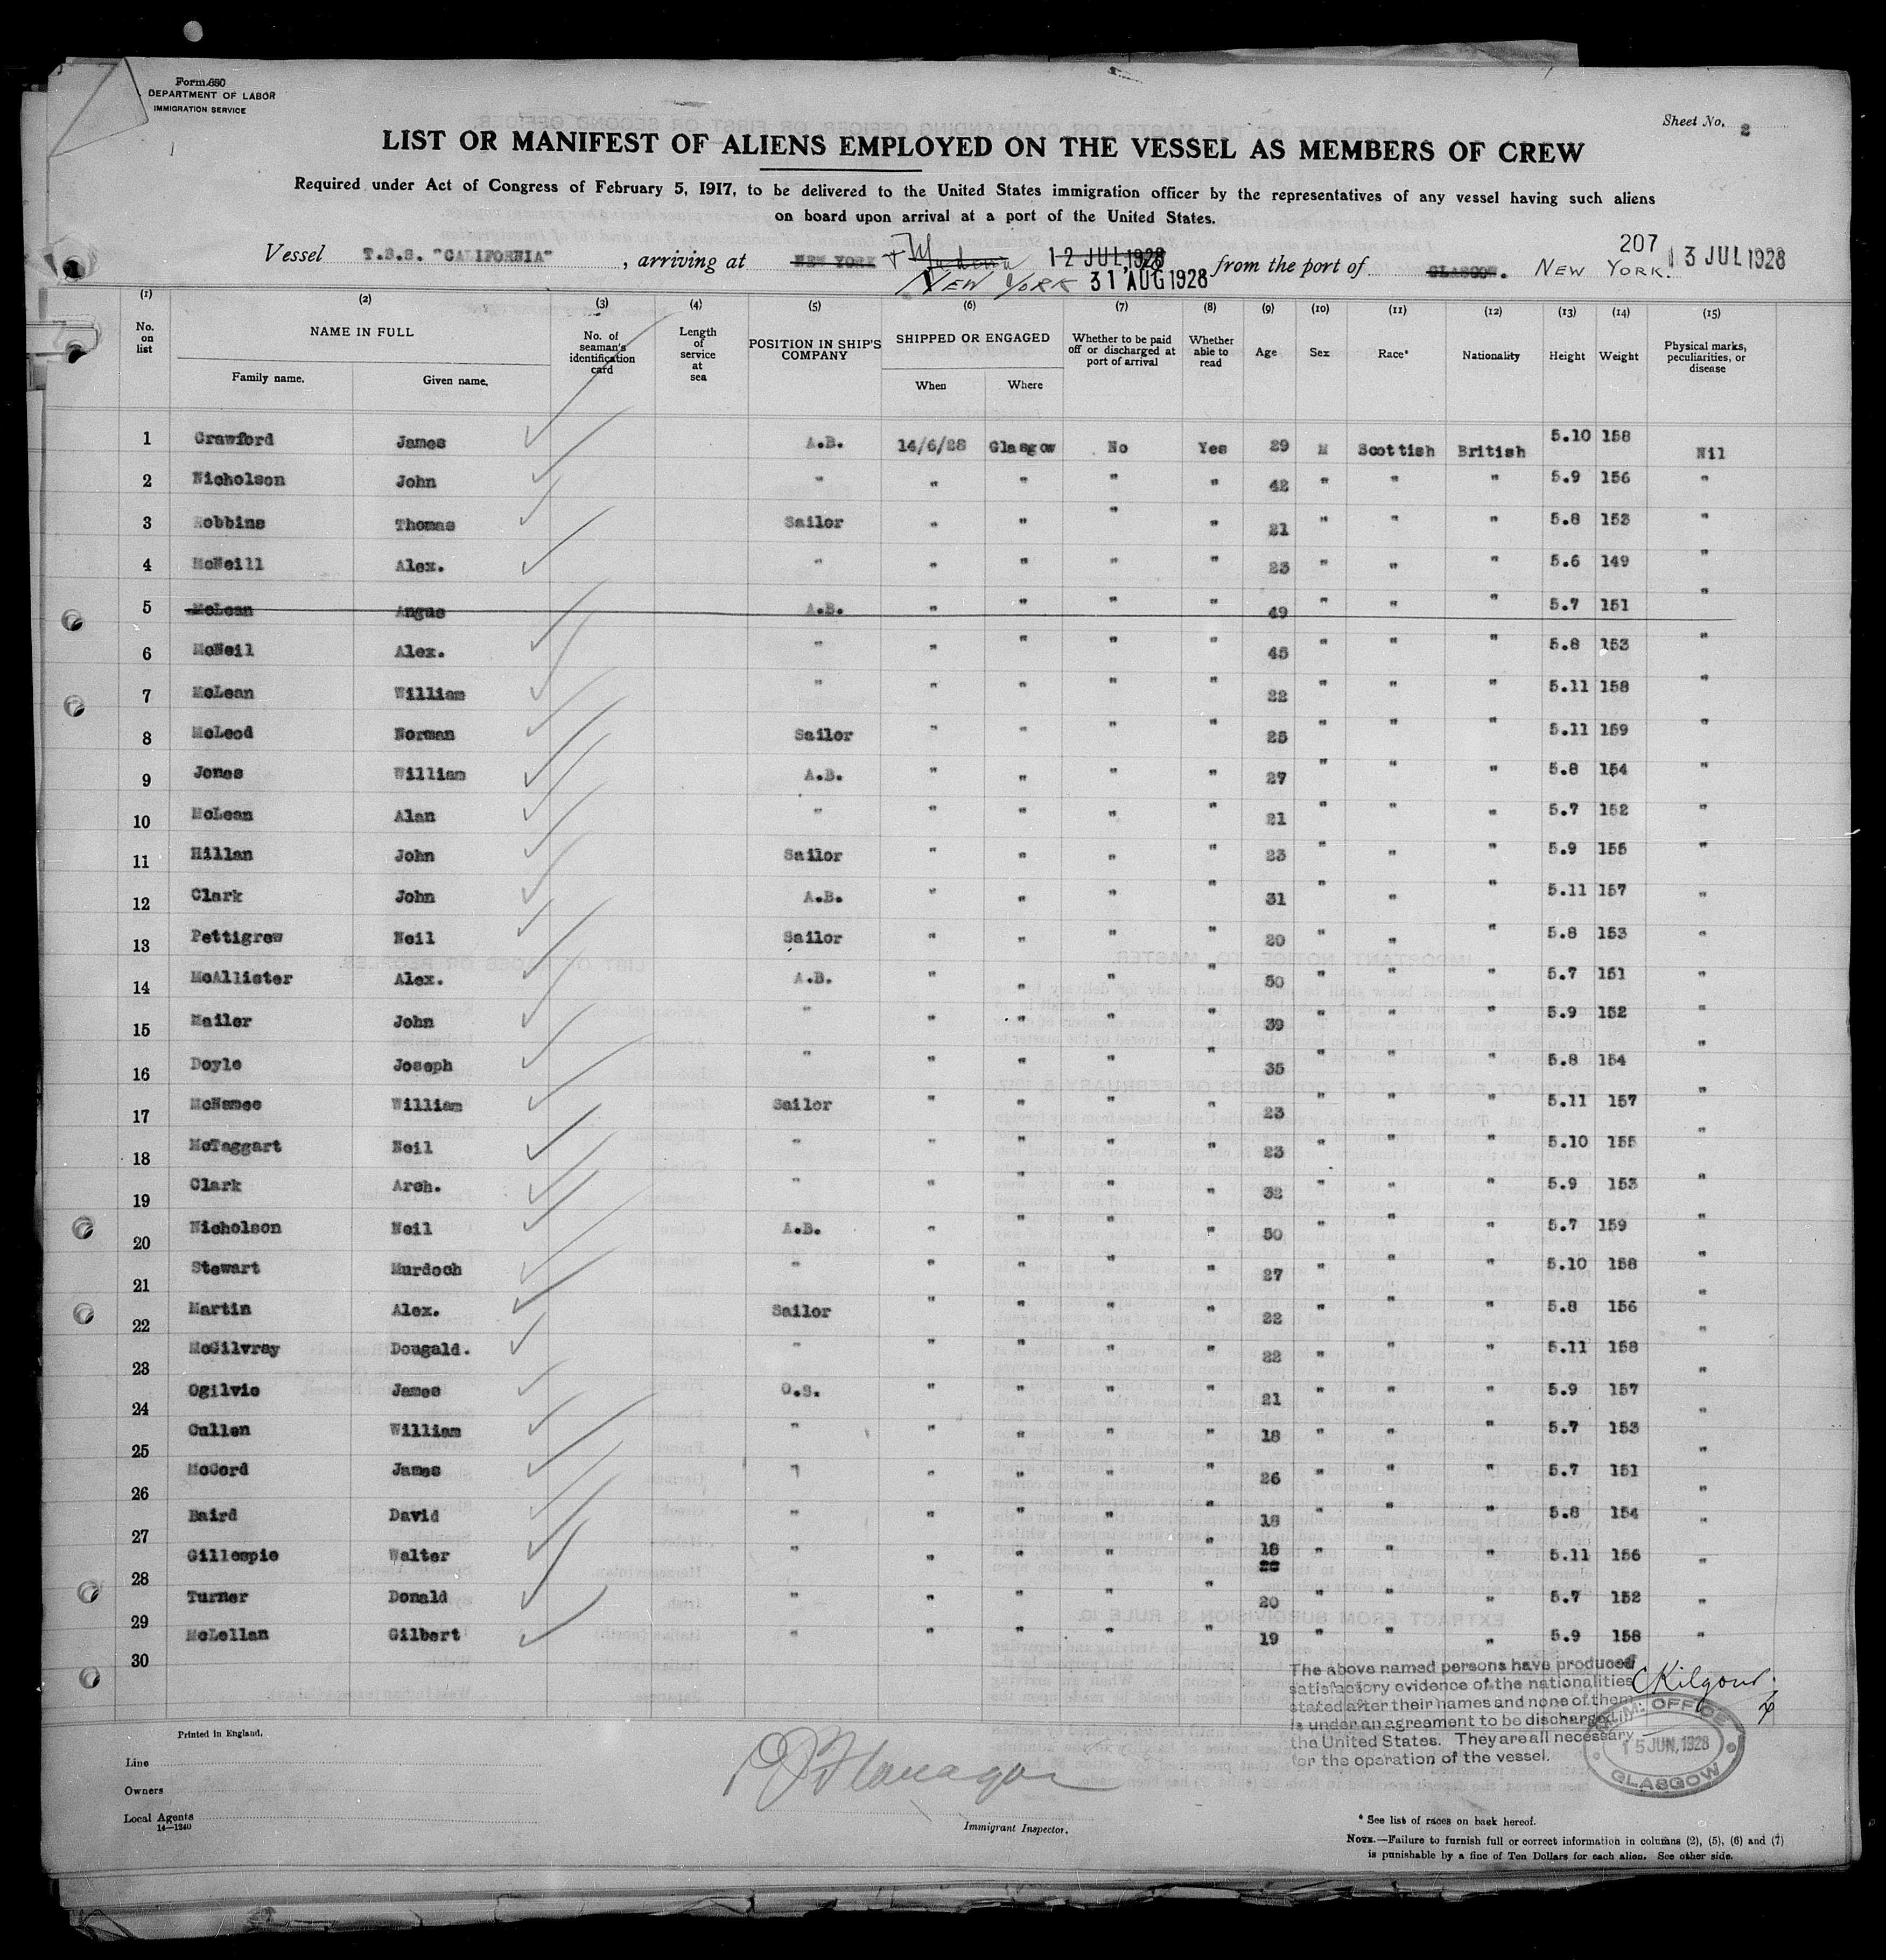 Form 680
DEPARTMENT OF LABOR
IMMIGRATION SERVICE
Sheet No. 2
LIST OR MANIFEST OF ALIENS EMPLOYED ON THE VESSEL AS MEMBERS OF CREW
Required under Act of Congress of February 5, 1917, to be delivered to the United States immigration officer by the representatives of any vessel having such aliens
on board upon arrival at a port of the United States.
207
Vessel T.S.S. "CALIFORNIA", arriving at NEW YORK 12 JUL 1928 from the port of GLASGOW. NEW YORK. 13 JUL 1928
NEW YORK 31 AUG 1928
(1) (2) (3) (4) (5) (6) (7) (8) (9) (10) (11) (12) (13) (14) (15)
No. on list NAME IN FULL No. of seaman's identification card Length of service at sea POSITION IN SHIP'S COMPANY SHIPPED OR ENGAGED Whether to be paid off or discharged at port of arrival Whether able to read Age Sex Race* Nationality Height Weight Physical marks, peculiarities, or disease
Family name. Given name. When Where
1 Crawford James A.B. 14/6/28 Glasgow No Yes 29 M Scottish British 5.10 158 Nil
2 Nicholson John " " " " " 42 " " " 5.9 156 "
3 Robbins Thomas Sailor " " " " 21 " " " 5.8 153 "
4 McNeill Alex. " " " " " 23 " " " 5.6 149 "
5 McLean Angus A.B. " " " " 49 " " " 5.7 151 "
6 McNeil Alex. " " " " " 45 " " " 5.8 153 "
7 McLean William " " " " " 22 " " " 5.11 158 "
8 McLeod Norman Sailor " " " " 25 " " " 5.11 159 "
9 Jones William A.B. " " " " 27 " " " 5.8 154 "
10 McLean Alan " " " " " 21 " " " 5.7 152 "
11 Hillan John Sailor " " " " 23 " " " 5.9 155 "
12 Clark John A.B. " " " " 31 " " " 5.11 157 "
13 Pettigrew Neil Sailor " " " " 20 " " " 5.8 153 "
14 McAllister Alex. A.B. " " " " 50 " " " 5.7 151 "
15 Mailer John " " " " " 39 " " " 5.9 152 "
16 Doyle Joseph " " " " " 35 " " " 5.8 154 "
17 McNamee William Sailor " " " " 23 " " " 5.11 157 "
18 McTaggart Neil " " " " " 23 " " " 5.10 155 "
19 Clark Arch. " " " " " 32 " " " 5.9 153 "
20 Nicholson Neil A.B. " " " " 50 " " " 5.7 159 "
21 Stewart Murdoch " " " " " 27 " " " 5.10 158 "
22 Martin Alex. Sailor " " " " 22 " " " 5.8 156 "
23 McGilvray Dougald. " " " " " 22 " " " 5.11 158 "
24 Ogilvie James O.S. " " " " 21 " " " 5.9 157 "
25 Cullen William " " " " " 18 " " " 5.7 153 "
26 McCord James " " " " " 26 " " " 5.7 151 "
27 Baird David " " " " " 18 " " " 5.8 154 "
28 Gillespie Walter " " " " " 18 " " " 5.11 156 "
29 Turner Donald " " " " " 20 " " " 5.7 152 "
30 McLellan Gilbert " " " " " 19 " " " 5.9 158 "
The above named persons have produced
satisfactory evidence of the nationalities
stated after their names and none of them
is under an agreement to be discharged in
the United States. They are all necessary
for the operation of the vessel.
C Kilgour.
OFFICE
15 JUN, 1928
GLASGOW
Printed in England.
Line
Owners
Local Agents
14—1240
PJ Flanagan
Immigrant Inspector.
* See list of races on back hereof.
NOTE.—Failure to furnish full or correct information in columns (2), (5), (6) and (7)
is punishable by a fine of Ten Dollars for each alien. See other side.